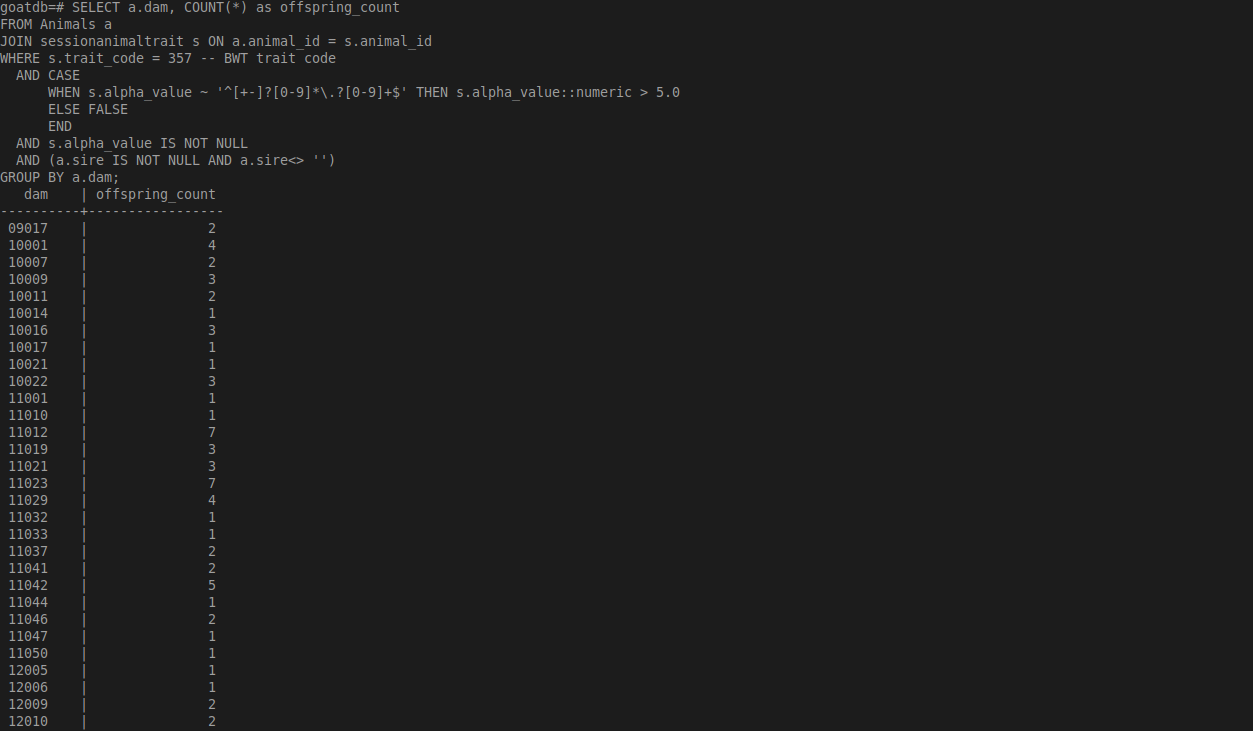 goatdb=# SELECT a.dam, COUNT(*) as offspring_count
FROM Animals a
JOIN sessionanimaltrait s ON a.animal_id = s.animal_id
WHERE s.trait_code = 357 -- BWT trait code
  AND CASE
      WHEN s.alpha_value ~ '^[+-]?[0-9]*\.?[0-9]+$' THEN s.alpha_value::numeric > 5.0
      ELSE FALSE
      END
  AND s.alpha_value IS NOT NULL
  AND (a.sire IS NOT NULL AND a.sire<> '')
GROUP BY a.dam;
   dam    | offspring_count
----------+-----------------
 09017    |               2
 10001    |               4
 10007    |               2
 10009    |               3
 10011    |               2
 10014    |               1
 10016    |               3
 10017    |               1
 10021    |               1
 10022    |               3
 11001    |               1
 11010    |               1
 11012    |               7
 11019    |               3
 11021    |               3
 11023    |               7
 11029    |               4
 11032    |               1
 11033    |               1
 11037    |               2
 11041    |               2
 11042    |               5
 11044    |               1
 11046    |               2
 11047    |               1
 11050    |               1
 12005    |               1
 12006    |               1
 12009    |               2
 12010    |               2